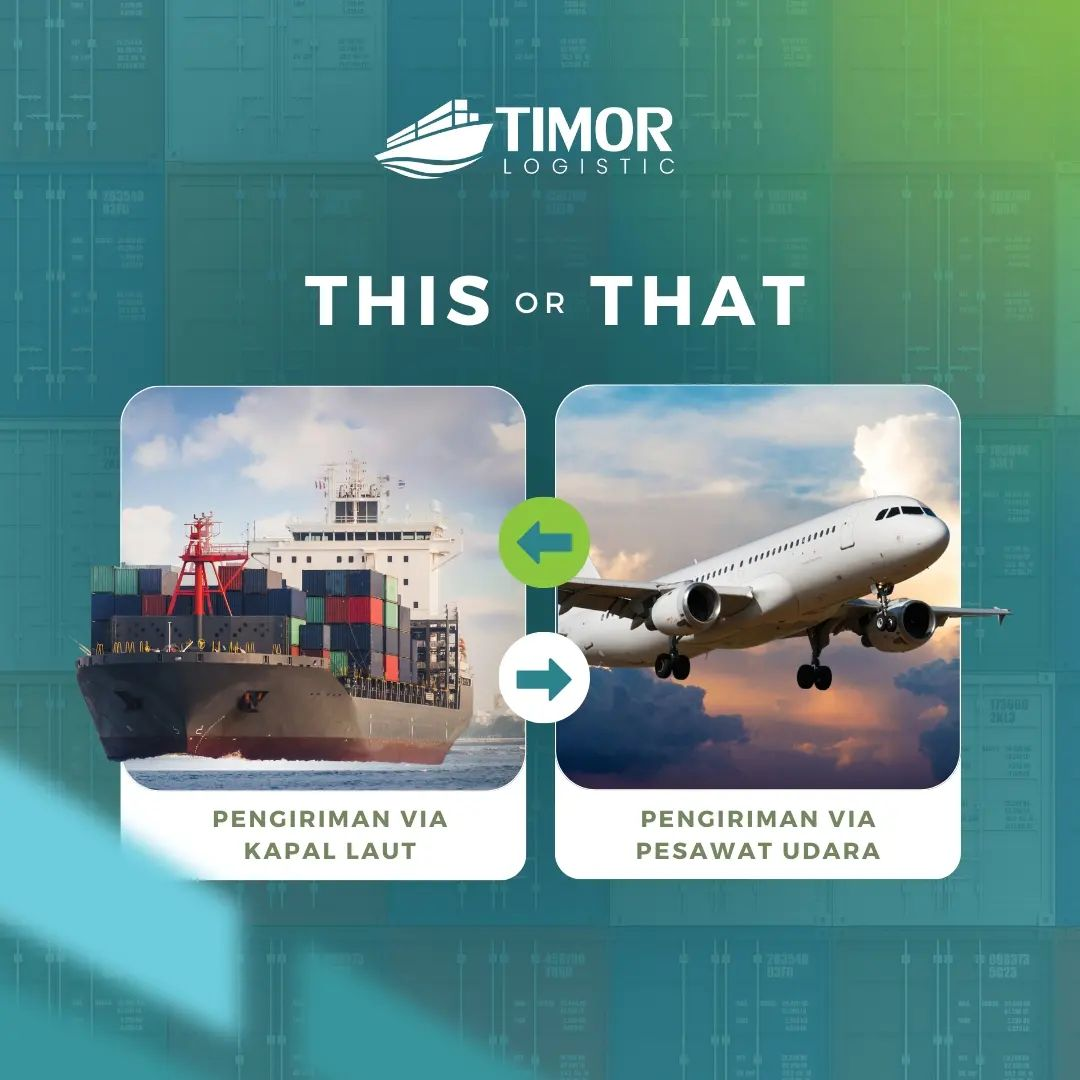 TIMOR
LOGISTIC
THIS OR THAT
PENGIRIMAN VIA
KAPAL LAUT
PENGIRIMAN VIA
PESAWAT UDARA